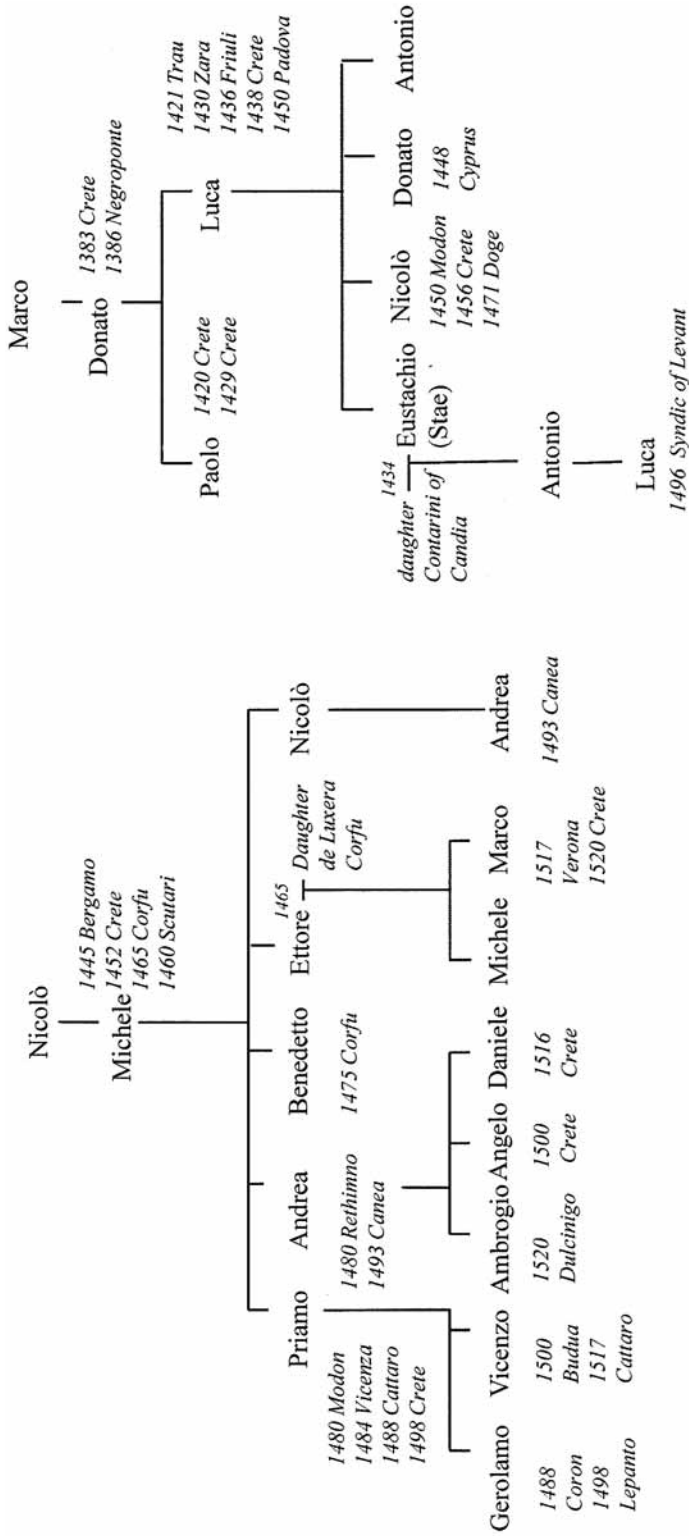 Nicolò
Michele
1445 Bergamo
1452 Crete
1465 Corfu
1460 Scutari
Priamo
1480 Modon
1484 Vicenza
1488 Cattaro
1498 Crete
Andrea
1480 Rethimno
1493 Canea
Benedetto
1475 Corfu
Ettore
1465
Daughter
de Luxera
Corfu
Nicolò
Gerolamo
1488
Coron
1498
Lepanto
Vicenzo
1500
Budua
1517
Cattaro
Ambrogio
1520
Dulcinigo
Angelo
1500
Crete
Daniele
1516
Crete
Michele
Marco
1517
Verona
1520 Crete
Andrea
1493 Canea
Marco
Donato
1383 Crete
1386 Negroponte
Paolo
1420 Crete
1429 Crete
Luca
1421 Trau
1430 Zara
1436 Friuli
1438 Crete
1450 Padova
daughter
Contarini of
Candia
1434
Eustachio
(Stae)
Nicolò
1450 Modon
1456 Crete
1471 Doge
Donato
1448
Cyprus
Antonio
Antonio
Luca
1496 Syndic of Levant